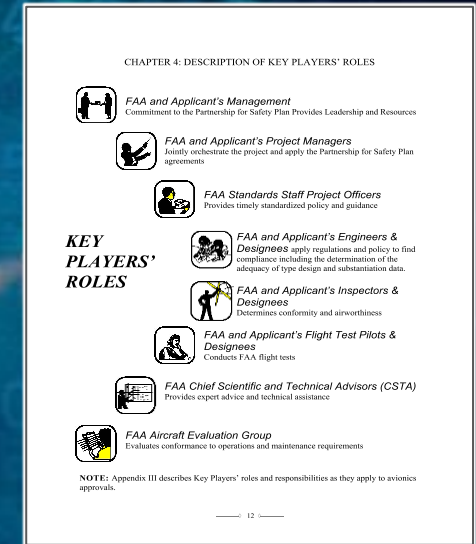 CHAPTER 4: DESCRIPTION OF KEY PLAYERS' ROLES
FAA and Applicant's Management
Commitment to the Partnership for Safety Plan Provides Leadership and Resources
FAA and Applicant's Project Managers
Jointly orchestrate the project and apply the Partnership for Safety Plan
agreements
FAA Standards Staff Project Officers
Provides timely standardized policy and guidance
KEY
PLAYERS'
ROLES
FAA and Applicant's Engineers &
Designees apply regulations and policy to find
compliance including the determination of the
adequacy of type design and substantiation data.
FAA and Applicant's Inspectors &
Designees
Determines conformity and airworthiness
FAA and Applicant's Flight Test Pilots &
Designees
Conducts FAA flight tests
FAA Chief Scientific and Technical Advisors (CSTA)
Provides expert advice and technical assistance
FAA Aircraft Evaluation Group
Evaluates conformance to operations and maintenance requirements
NOTE: Appendix III describes Key Players' roles and responsibilities as they apply to avionics
approvals.
12